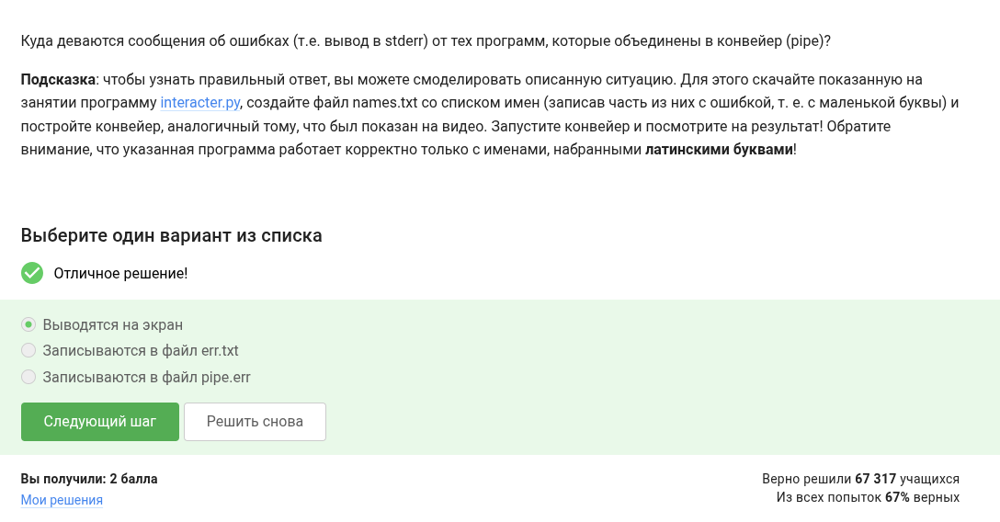 Куда деваются сообщения об ошибках (т.е. вывод в stderr) от тех программ, которые объединены в конвейер (pipe)?
Подсказка: чтобы узнать правильный ответ, вы можете смоделировать описанную ситуацию. Для этого скачайте показанную на
занятии программу interacter.py, создайте файл names.txt со списком имен (записав часть из них с ошибкой, т. е. с маленькой буквы) и
постройте конвейер, аналогичный тому, что был показан на видео. Запустите конвейер и посмотрите на результат! Обратите
внимание, что указанная программа работает корректно только с именами, набранными латинскими буквами!
Выберите один вариант из списка
Отличное решение!
Выводятся на экран
Записываются в файл err.txt
Записываются в файл pipe.err
Следующий шаг
Решить снова
Вы получили: 2 балла
Мои решения
Верно решили 67 317 учащихся
Из всех попыток 67% верных